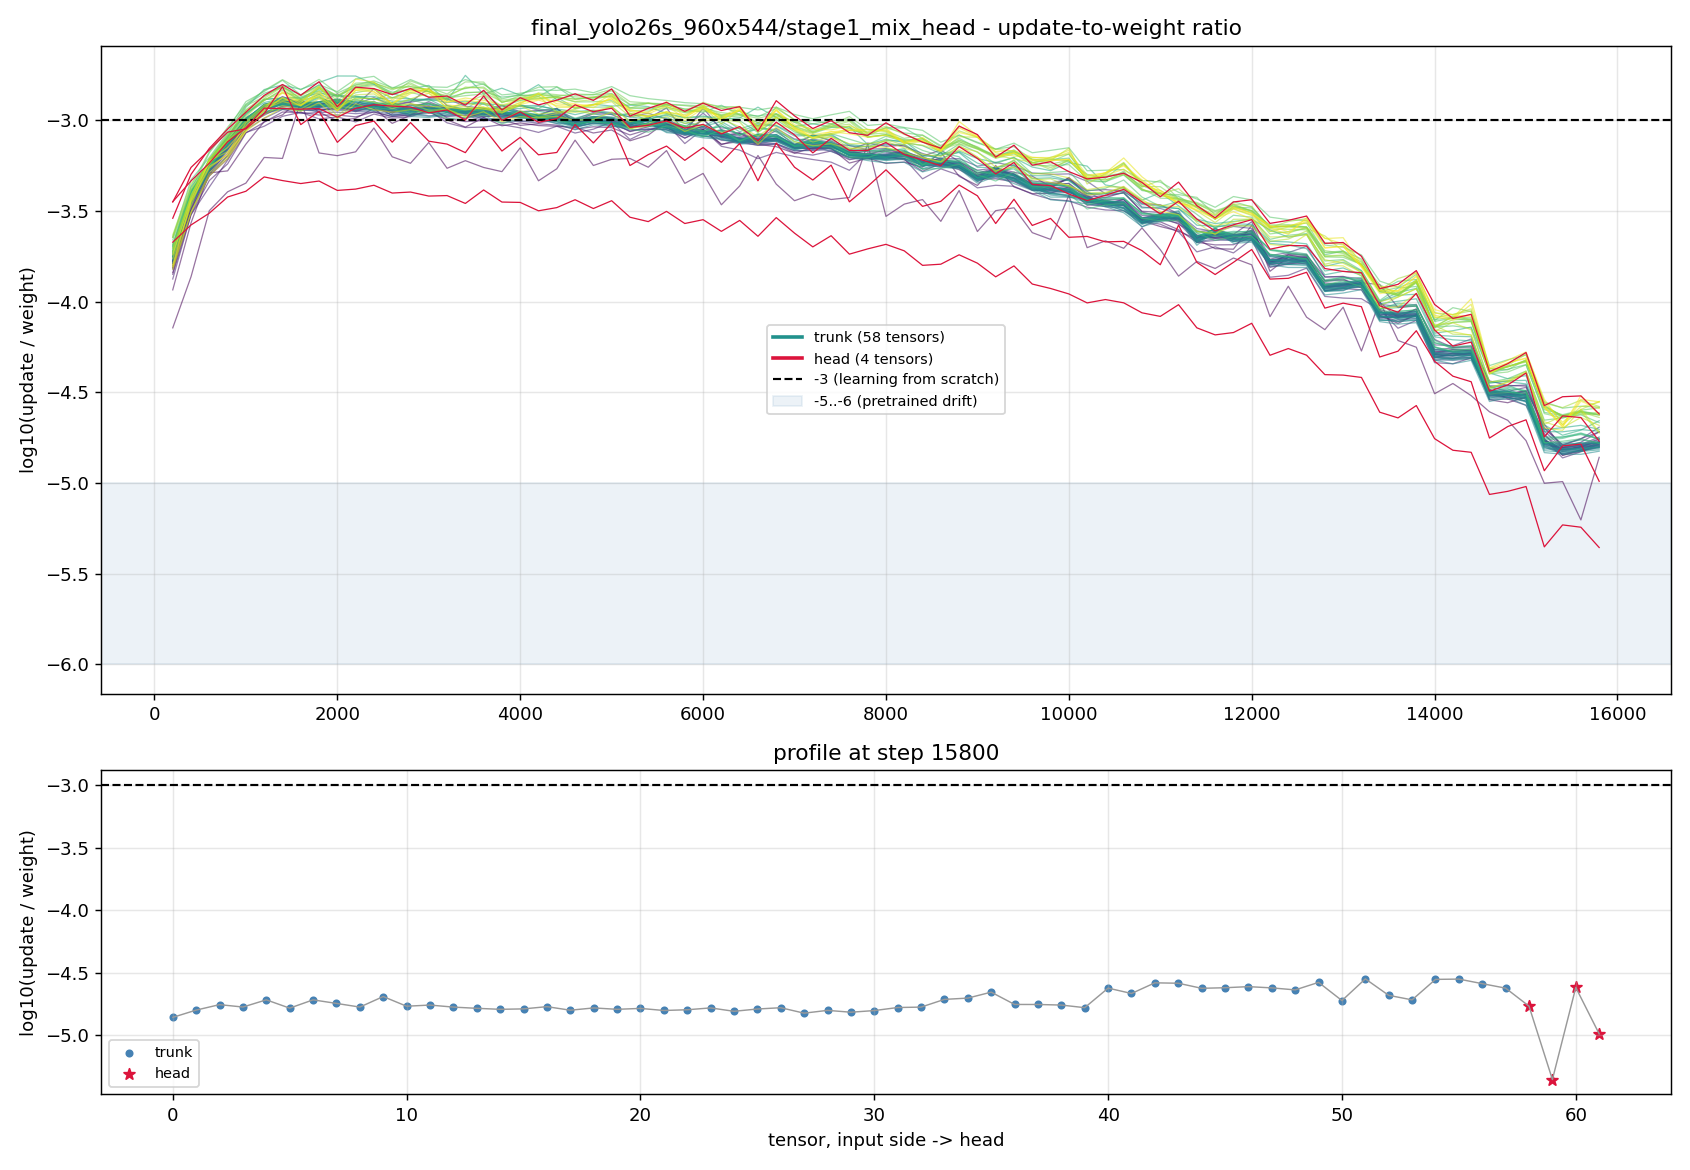 final_yolo26s_960x544/stage1_mix_head - update-to-weight ratio
log10(update / weight)
−3.0
−3.5
−4.0
−4.5
−5.0
−5.5
−6.0
trunk (58 tensors)
head (4 tensors)
-3 (learning from scratch)
-5..-6 (pretrained drift)
0 2000 4000 6000 8000 10000 12000 14000 16000
profile at step 15800
log10(update / weight)
−3.0
−3.5
−4.0
−4.5
−5.0
trunk
head
0 10 20 30 40 50 60
tensor, input side -> head